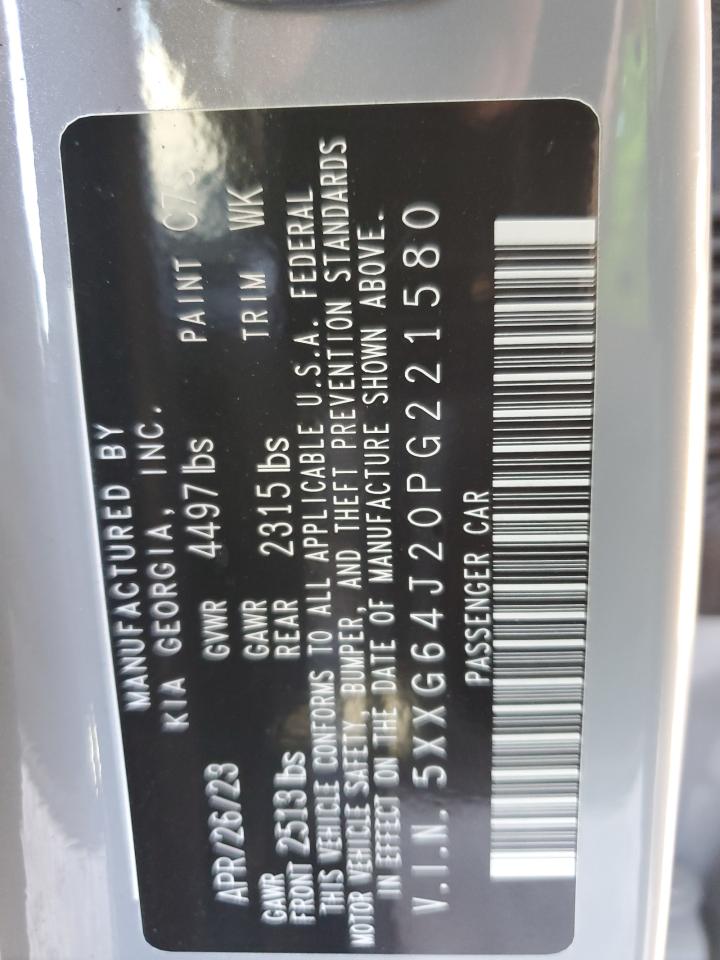 MANUFACTURED BY
KIA GEORGIA, INC.
APR/26/23 GVWR 4497 lbs PAINT
GAWR GAWR
FRONT 2513 lbs REAR 2315 lbs TRIM WK
THIS VEHICLE CONFORMS TO ALL APPLICABLE U.S.A. FEDERAL
MOTOR VEHICLE SAFETY, BUMPER, AND THEFT PREVENTION STANDARDS
IN EFFECT ON THE DATE OF MANUFACTURE SHOWN ABOVE.
V.I.N. 5XXG64J20PG221580
PASSENGER CAR